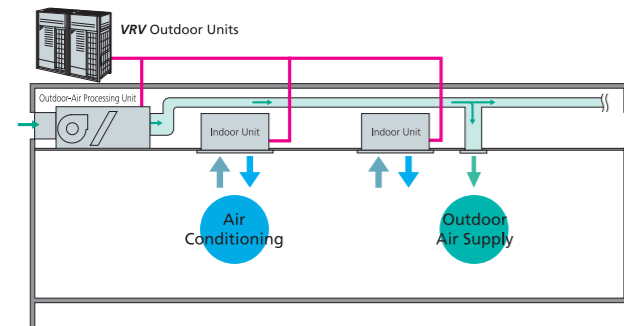 VRV Outdoor Units
Outdoor-Air Processing Unit
Indoor Unit
Indoor Unit
Air
Conditioning
Outdoor
Air Supply